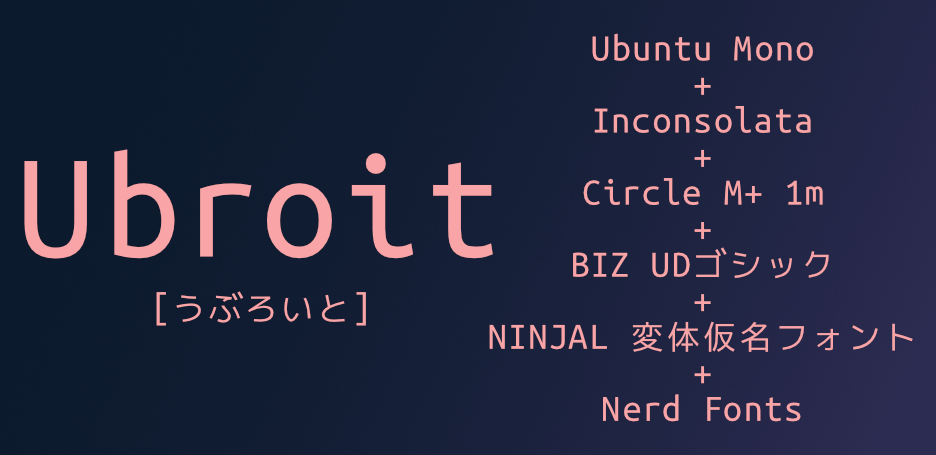 Ubroit
[うぶろいと]
Ubuntu Mono
+
Inconsolata
+
Circle M+ 1m
+
BIZ UDゴシック
+
NINJAL 変体仮名フォント
+
Nerd Fonts